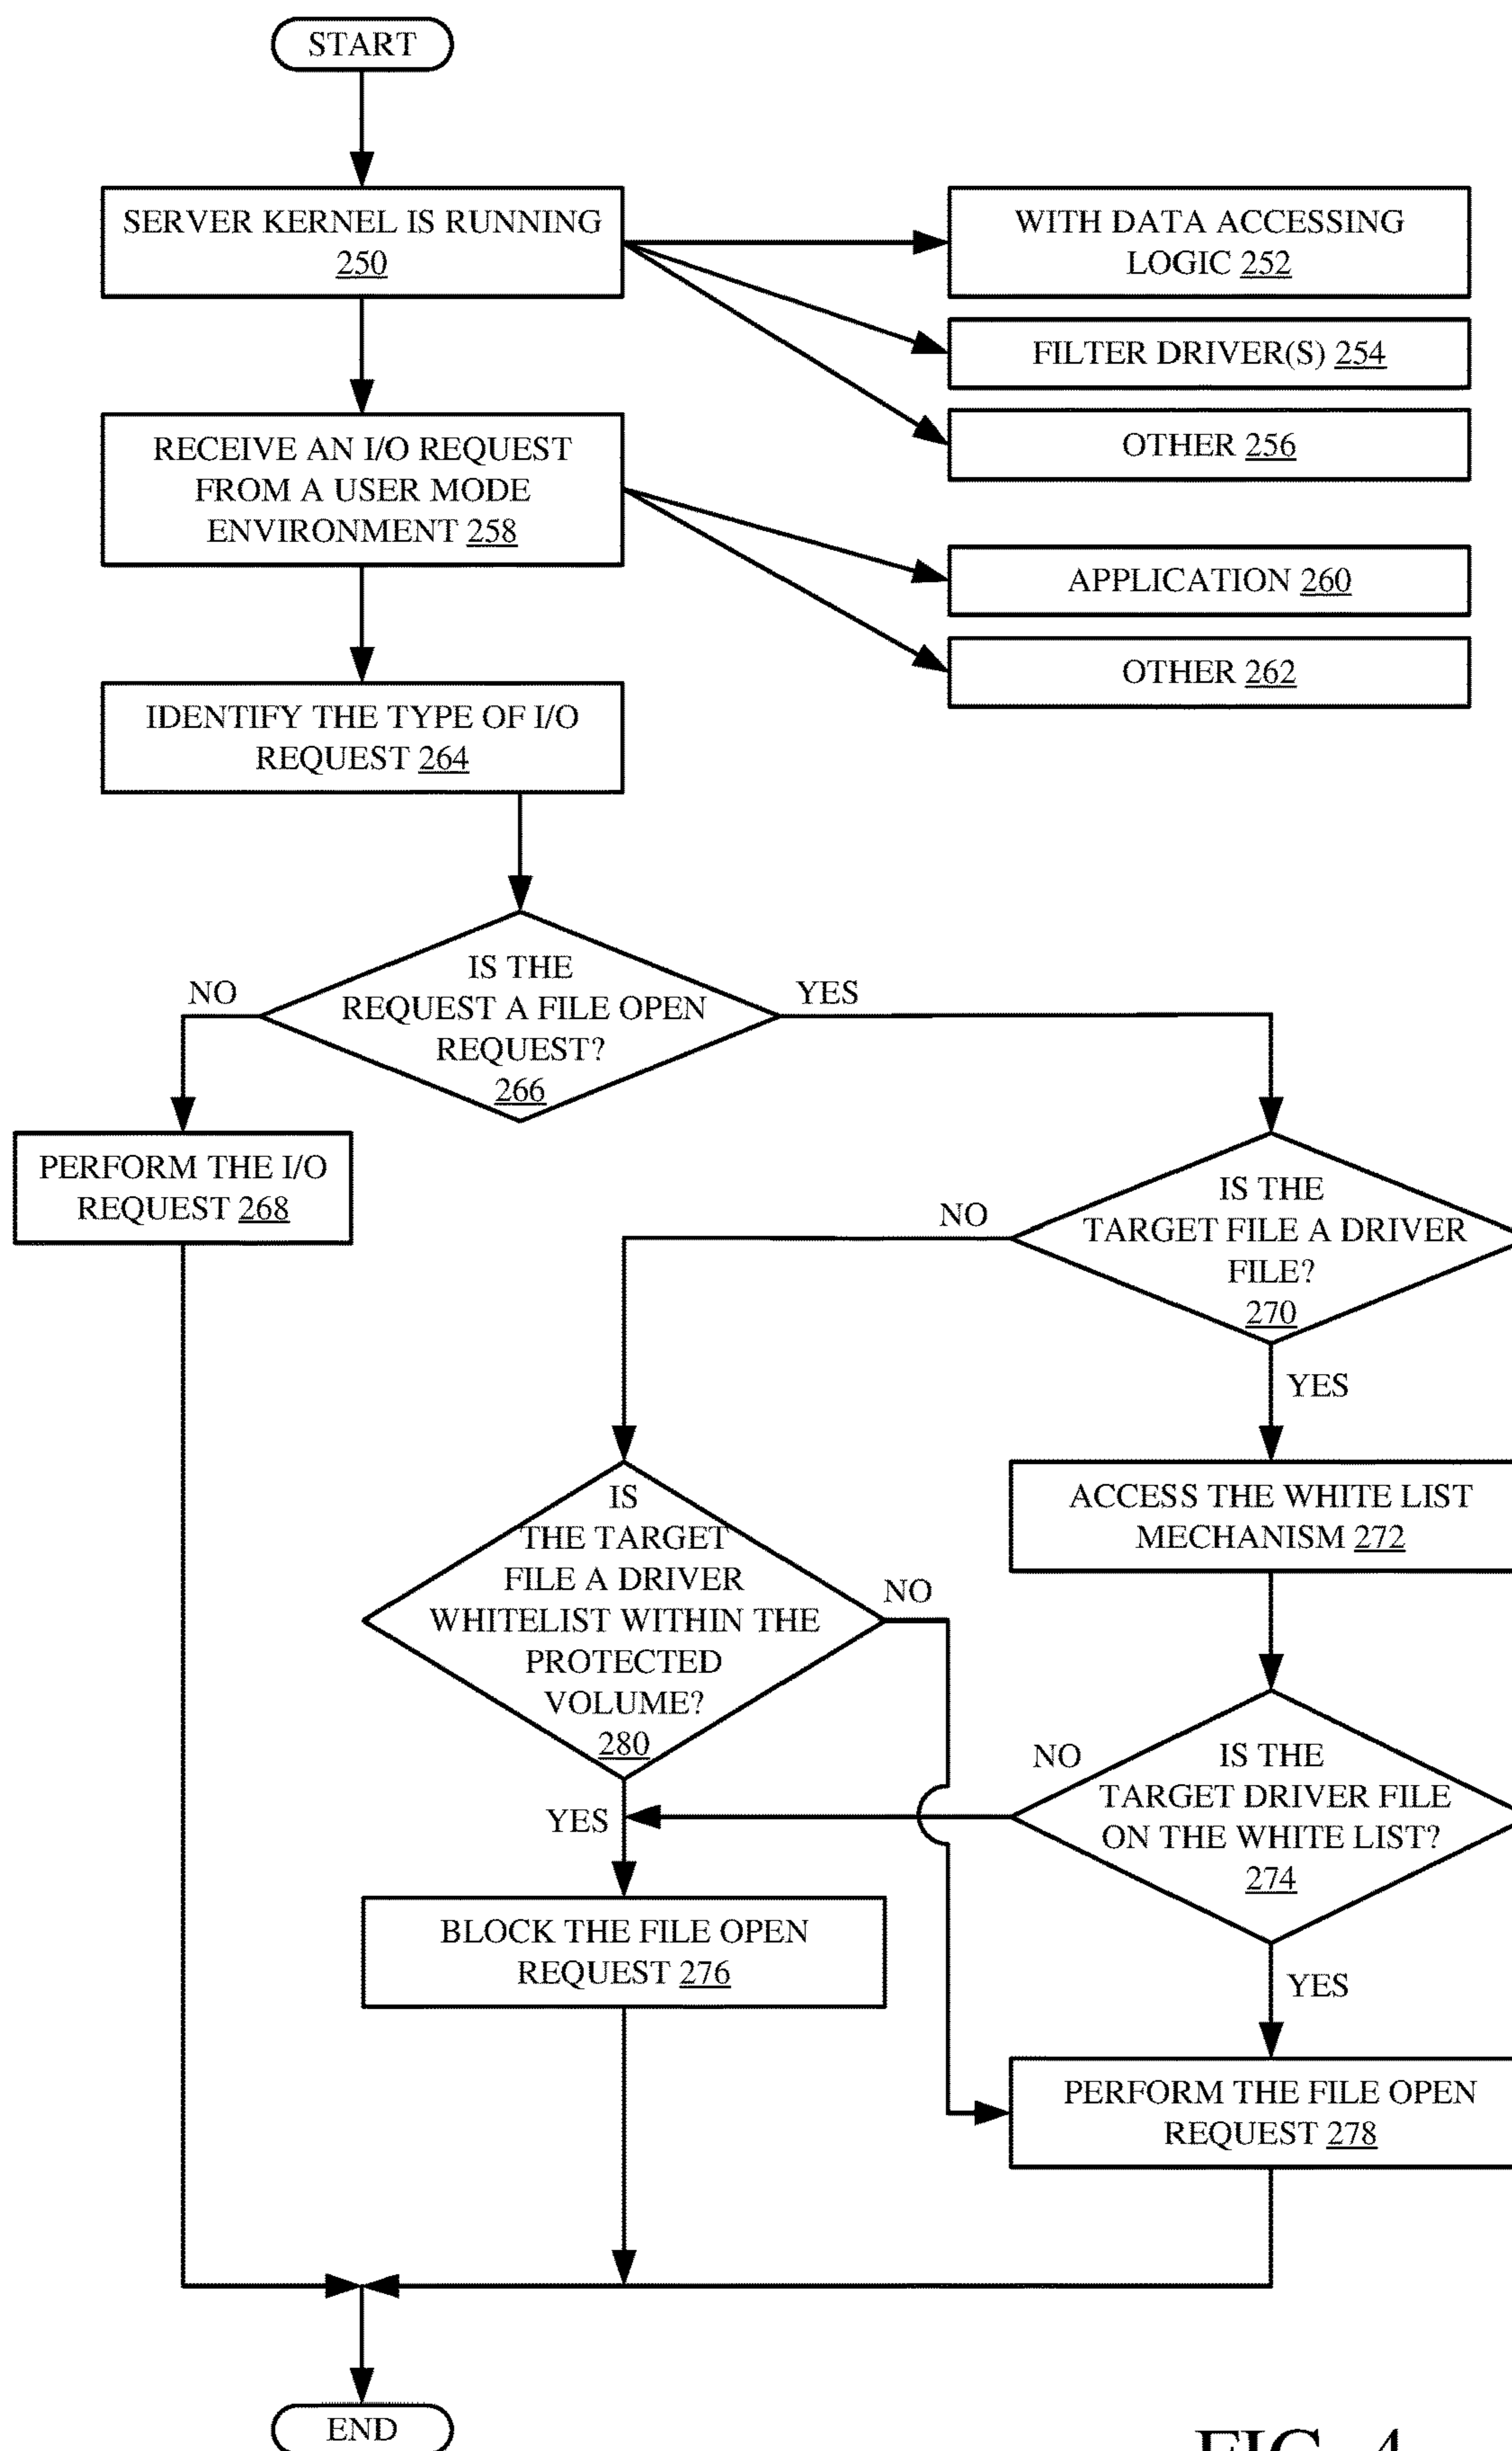 START
SERVER KERNEL IS RUNNING
250
WITH DATA ACCESSING
LOGIC 252
FILTER DRIVER(S) 254
OTHER 256
RECEIVE AN I/O REQUEST
FROM A USER MODE
ENVIRONMENT 258
APPLICATION 260
OTHER 262
IDENTIFY THE TYPE OF I/O
REQUEST 264
IS THE
REQUEST A FILE OPEN
REQUEST?
266
NO
YES
PERFORM THE I/O
REQUEST 268
IS THE
TARGET FILE A DRIVER
FILE?
270
NO
YES
ACCESS THE WHITE LIST
MECHANISM 272
IS
THE TARGET
FILE A DRIVER
WHITELIST WITHIN THE
PROTECTED
VOLUME?
280
NO
YES
IS THE
TARGET DRIVER FILE
ON THE WHITE LIST?
274
NO
YES
BLOCK THE FILE OPEN
REQUEST 276
PERFORM THE FILE OPEN
REQUEST 278
END
FIG. 4